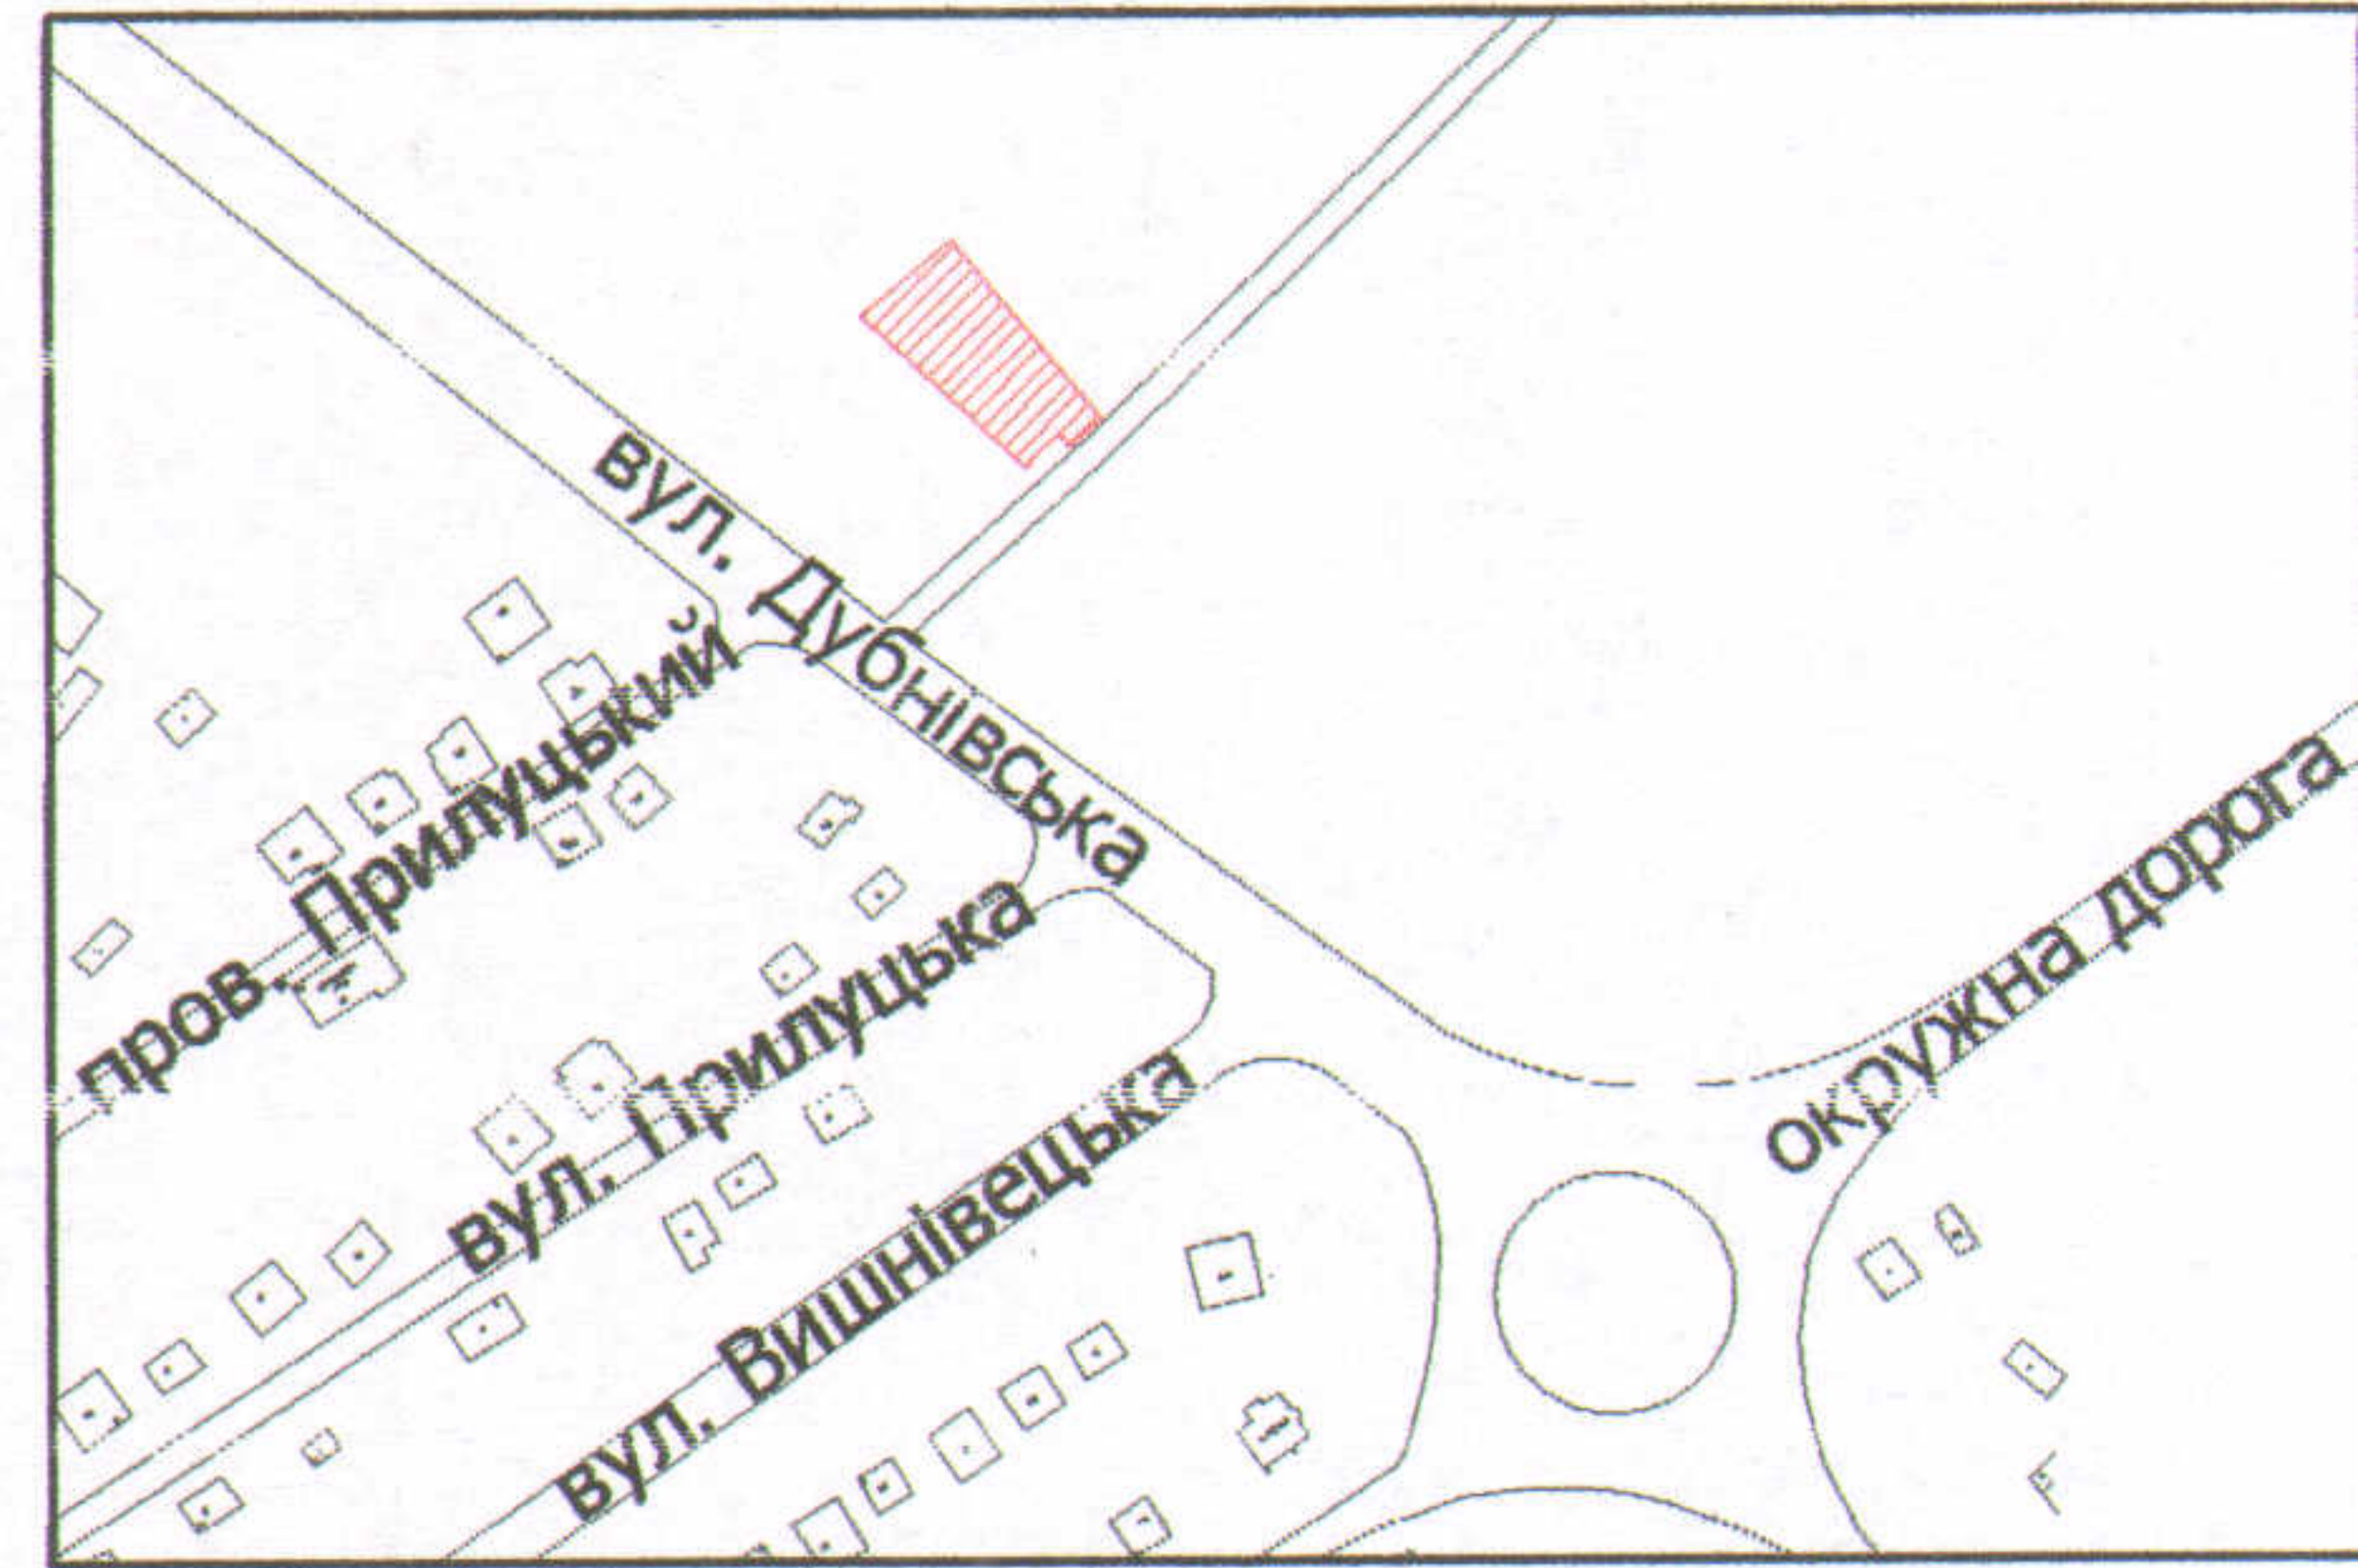 вул. Дубнівська
пров. Прилуцький
вул. Прилуцька
вул. Вишнівецька
окружна дорога